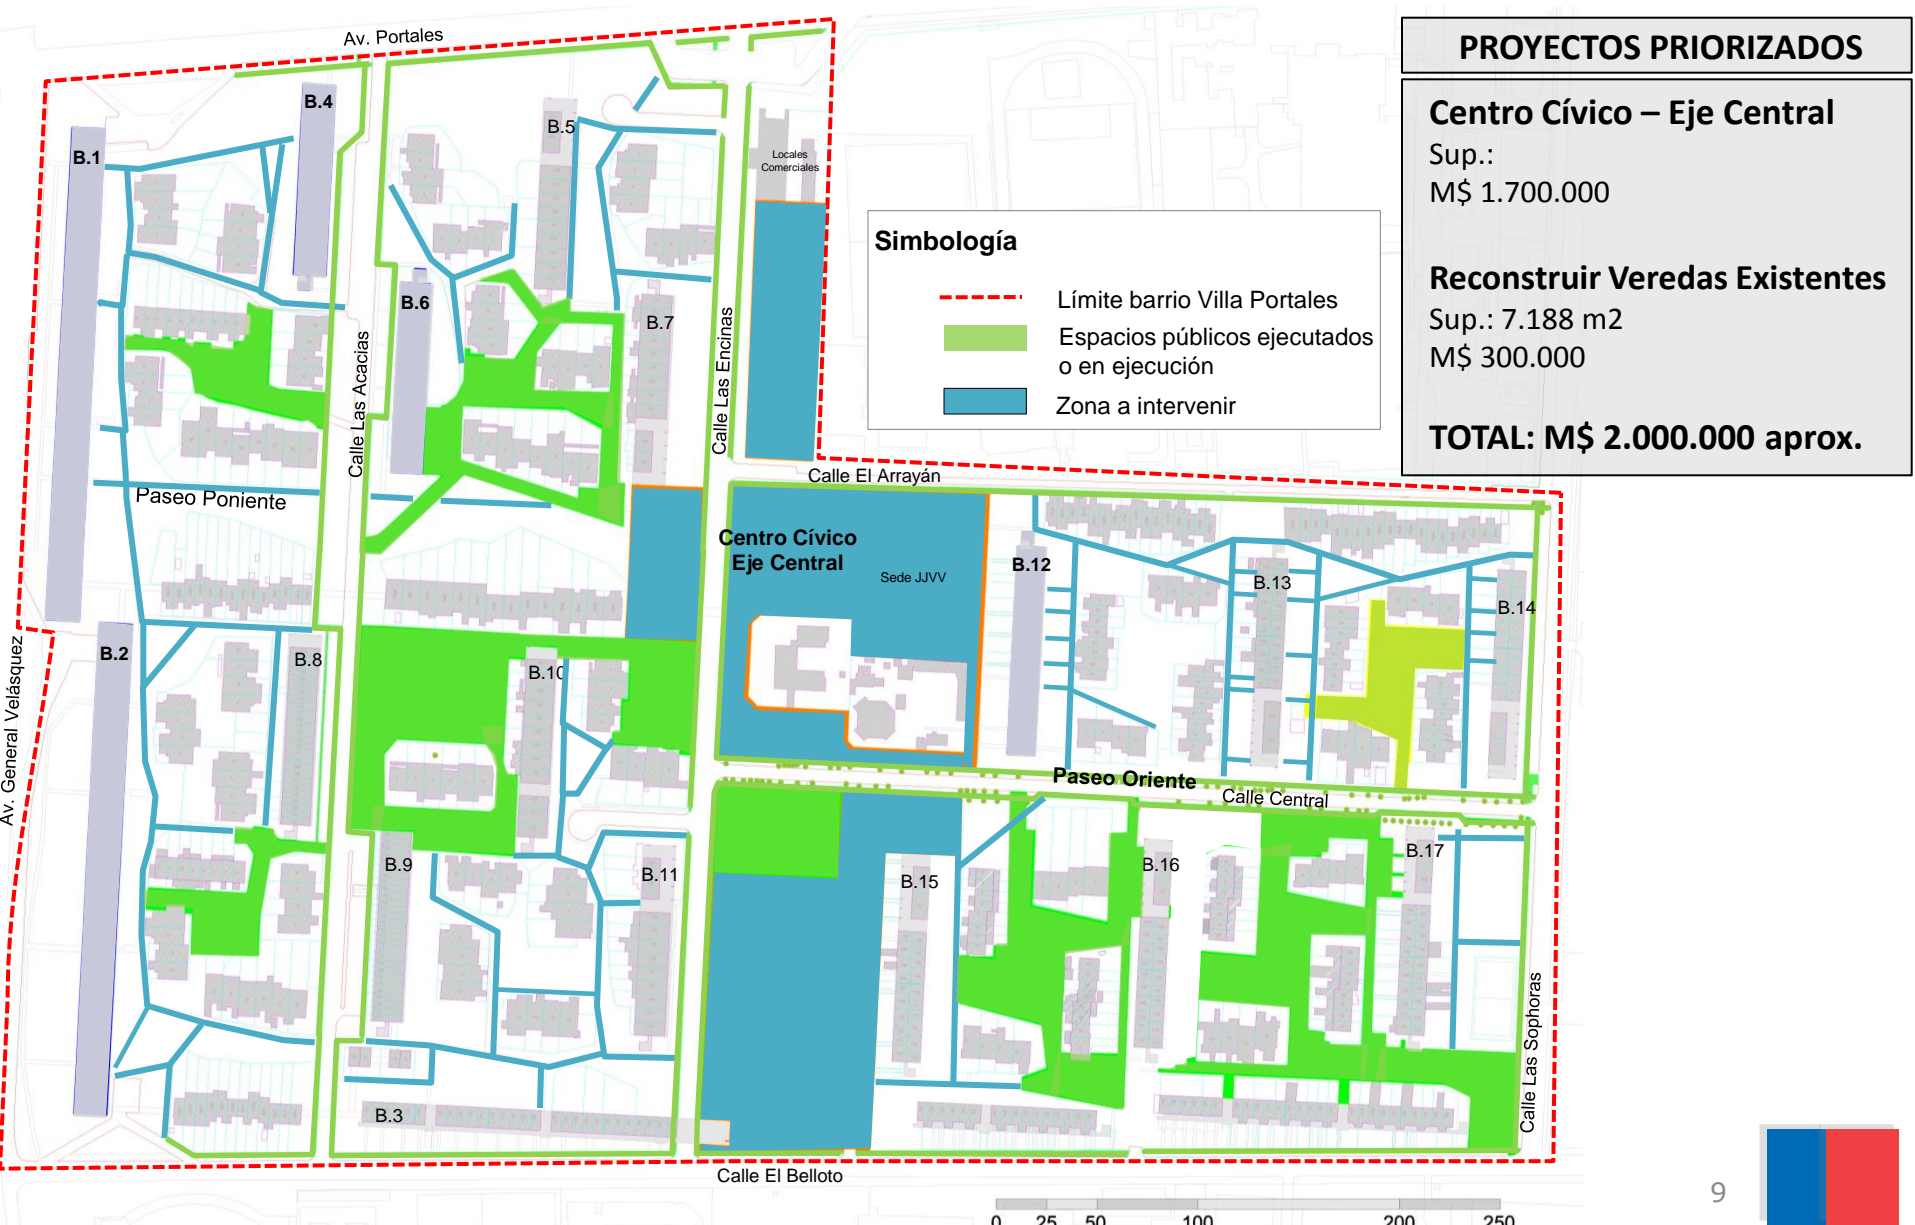 PROYECTOS PRIORIZADOS
Centro Cívico – Eje Central
Sup.:
M$ 1.700.000
Reconstruir Veredas Existentes
Sup.: 7.188 m2
M$ 300.000
TOTAL: M$ 2.000.000 aprox.
Simbología
Límite barrio Villa Portales
Espacios públicos ejecutados
o en ejecución
Zona a intervenir
Av. Portales
B.4
B.5
B.1
Locales
Comerciales
B.6
B.7
Calle Las Acacias
Calle Las Encinas
Calle El Arrayán
Paseo Poniente
Centro Cívico
Eje Central
Sede JJVV
B.12
B.13
B.14
Av. General Velásquez
B.2
B.8
B.10
Paseo Oriente
Calle Central
B.9
B.11
B.15
B.16
B.17
Calle Las Sophoras
B.3
Calle El Belloto
0 25 50 100 200 250
9